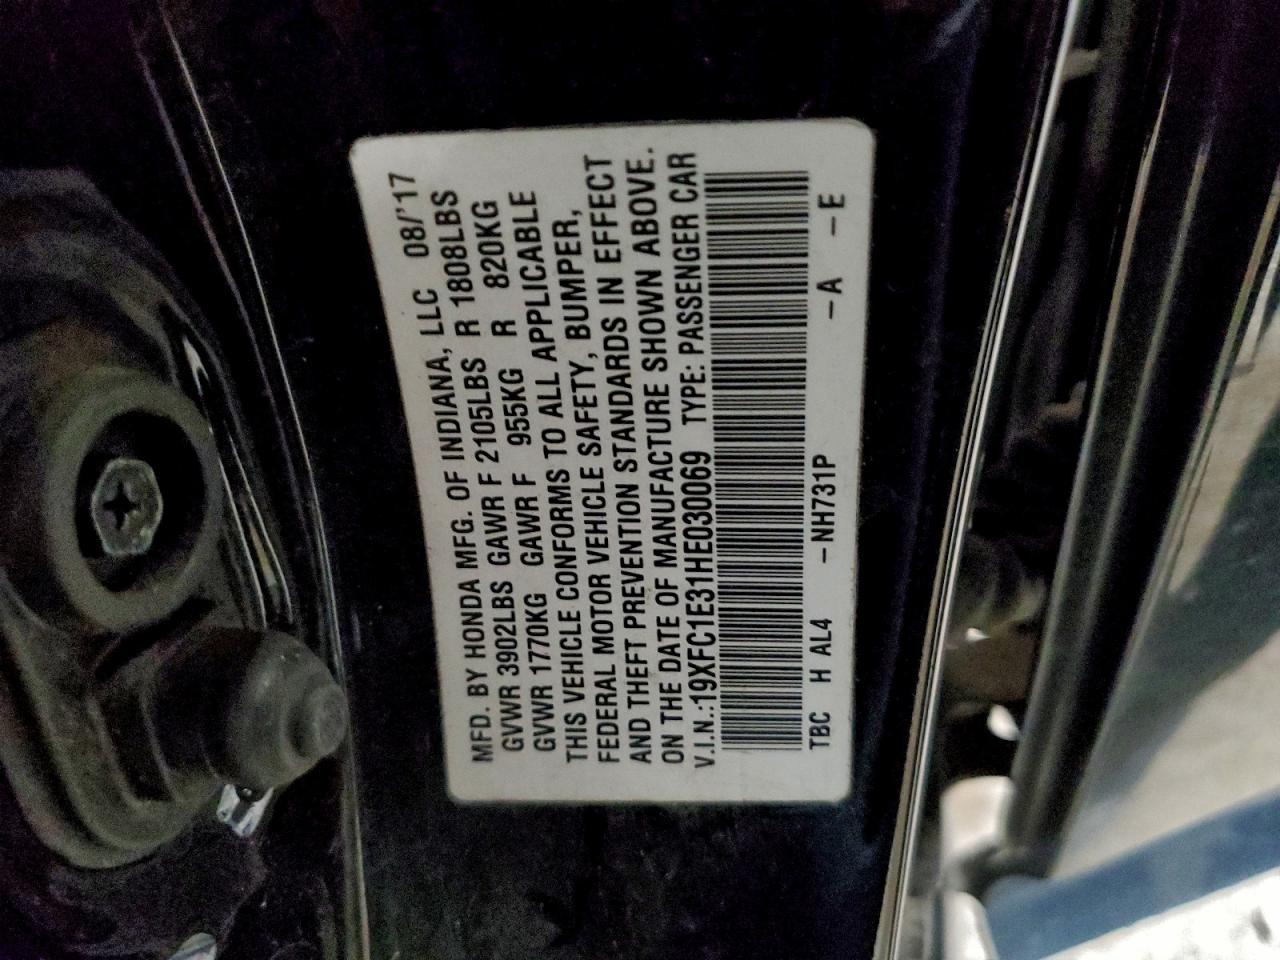 MFD. BY HONDA MFG. OF INDIANA, LLC 08/'17
GVWR 3902LBS GAWR F 2105LBS R 1808LBS
GVWR 1770KG GAWR F 955KG R 820KG
THIS VEHICLE CONFORMS TO ALL APPLICABLE
FEDERAL MOTOR VEHICLE SAFETY, BUMPER,
AND THEFT PREVENTION STANDARDS IN EFFECT
ON THE DATE OF MANUFACTURE SHOWN ABOVE.
V.I.N.:19XFC1E31HE030069 TYPE: PASSENGER CAR
TBC H AL4 -NH731P -A -E